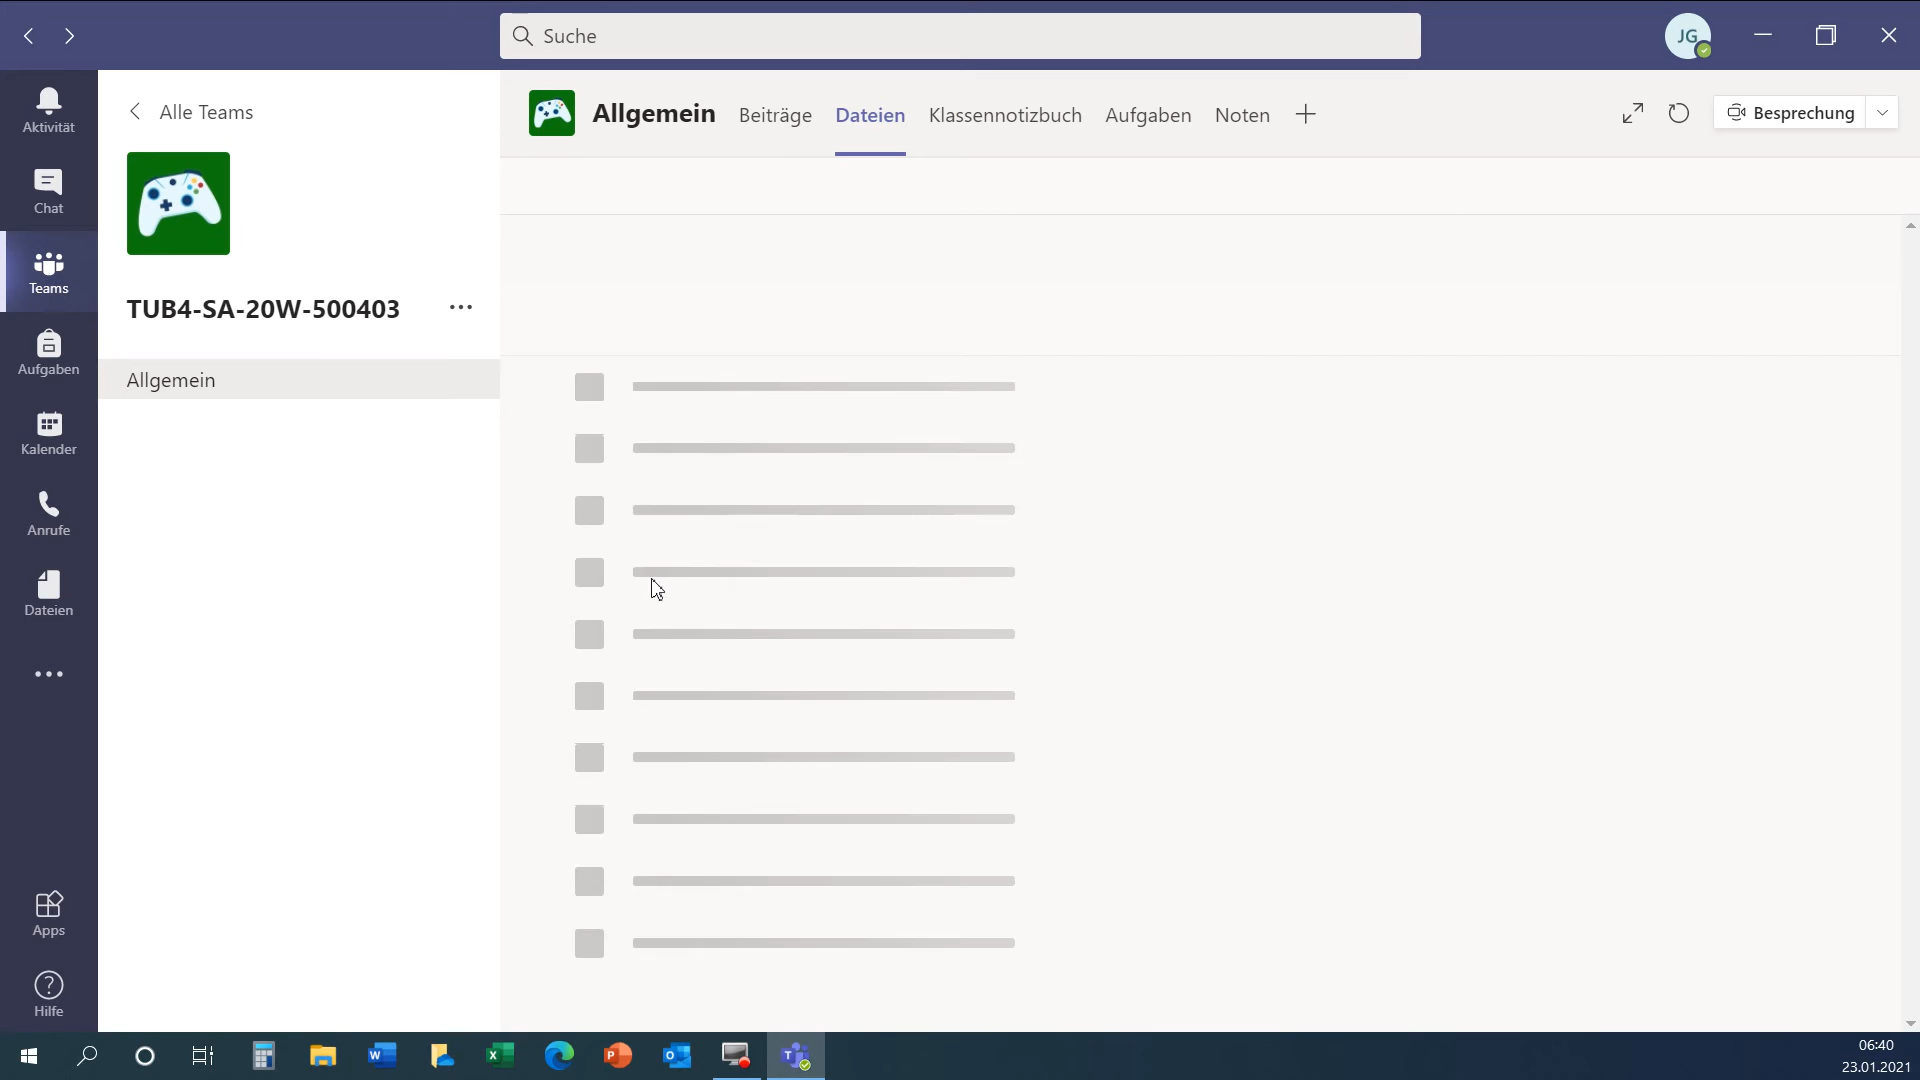 Suche
JG
Aktivität
Chat
Teams
Aufgaben
Kalender
Anrufe
Dateien
Apps
Hilfe
Alle Teams
TUB4-SA-20W-500403
Allgemein
Allgemein Beiträge Dateien Klassennotizbuch Aufgaben Noten
Besprechung
06:40
23.01.2021